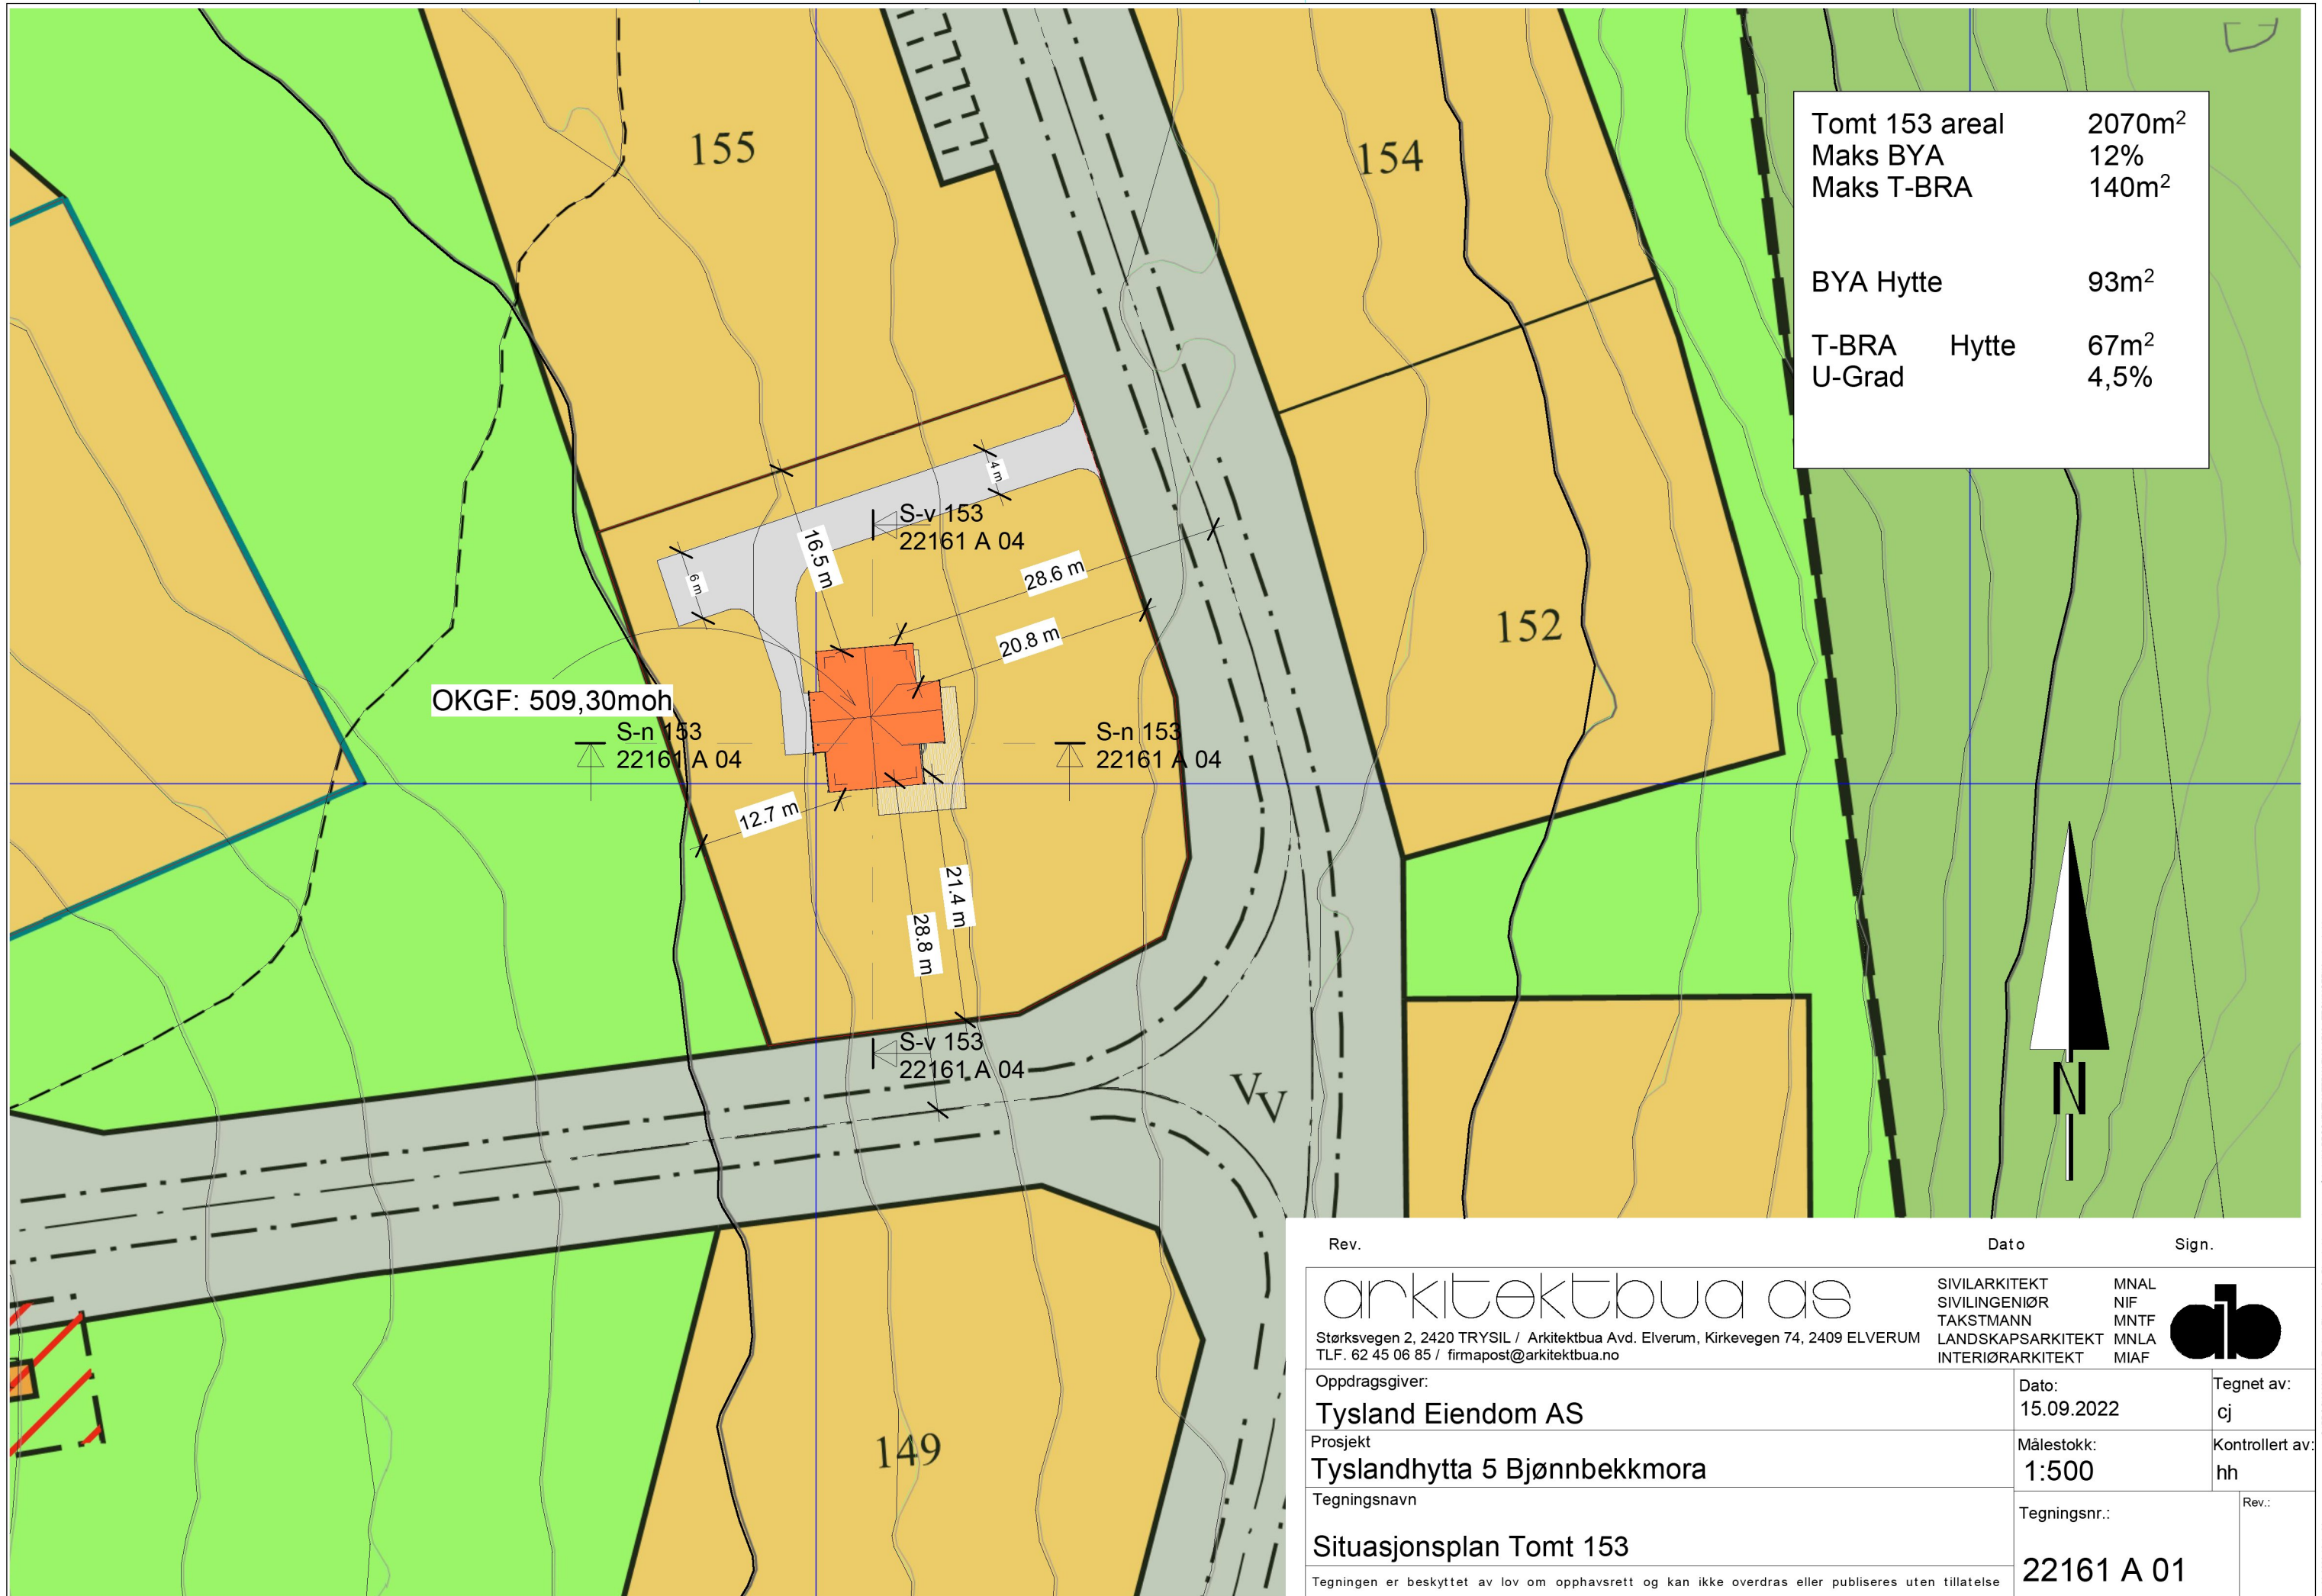 155
154
Tomt 153 areal 2070m²
Maks BYA 12%
Maks T-BRA 140m²
BYA Hytte 93m²
T-BRA Hytte 67m²
U-Grad 4,5%
4 m
S-v 153
22161 A 04
16.5 m
6 m
28.6 m
20.8 m
152
OKGF: 509,30moh
S-n 153
22161 A 04
S-n 153
22161 A 04
12.7 m
21.4 m
28.8 m
S-v 153
22161 A 04
VV
N
149
Rev. Dato Sign.
arkitektbua as
SIVILARKITEKT MNAL
SIVILINGENIØR NIF
TAKSTMANN MNTF
LANDSKAPSARKITEKT MNLA
INTERIØRARKITEKT MIAF
ab
Størksvegen 2, 2420 TRYSIL / Arkitektbua Avd. Elverum, Kirkevegen 74, 2409 ELVERUM
TLF. 62 45 06 85 / firmapost@arkitektbua.no
Oppdragsgiver:
Tysland Eiendom AS
Dato:
15.09.2022
Tegnet av:
cj
Prosjekt
Tyslandhytta 5 Bjønnbekkmora
Målestokk:
1:500
Kontrollert av:
hh
Tegningsnavn
Situasjonsplan Tomt 153
Tegningsnr.:
22161 A 01
Rev.:
Tegningen er beskyttet av lov om opphavsrett og kan ikke overdras eller publiseres uten tillatelse